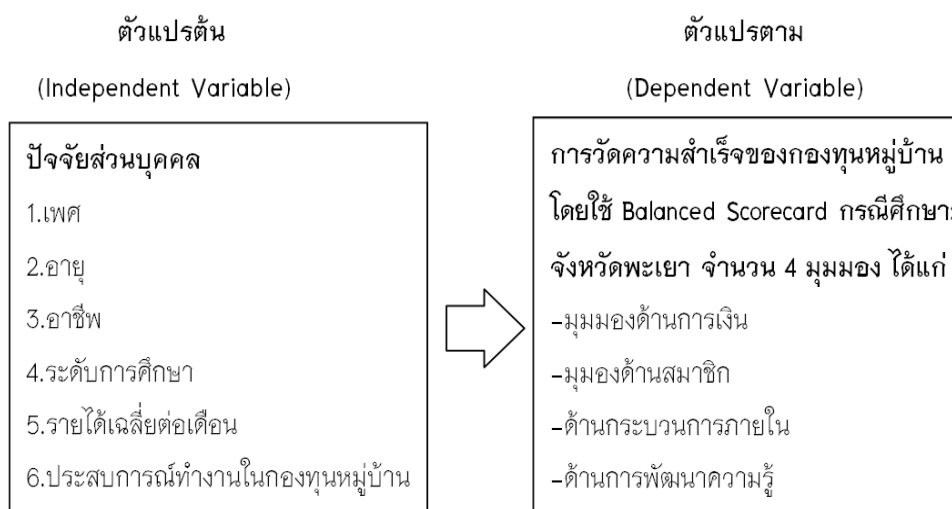 ตัวแปรต้น
(Independent Variable)
ปัจจัยส่วนบุคคล
1.เพศ
2.อายุ
3.อาชีพ
4.ระดับการศึกษา
5.รายได้เฉลี่ยต่อเดือน
6.ประสบการณ์ทำงานในกองทุนหมู่บ้าน
ตัวแปรตาม
(Dependent Variable)
การวัดความสำเร็จของกองทุนหมู่บ้าน
โดยใช้ Balanced Scorecard กรณีศึกษา:
จังหวัดพะเยา จำนวน 4 มุมมอง ได้แก่
-มุมมองด้านการเงิน
-มุมองด้านสมาชิก
-ด้านกระบวนการภายใน
-ด้านการพัฒนาความรู้